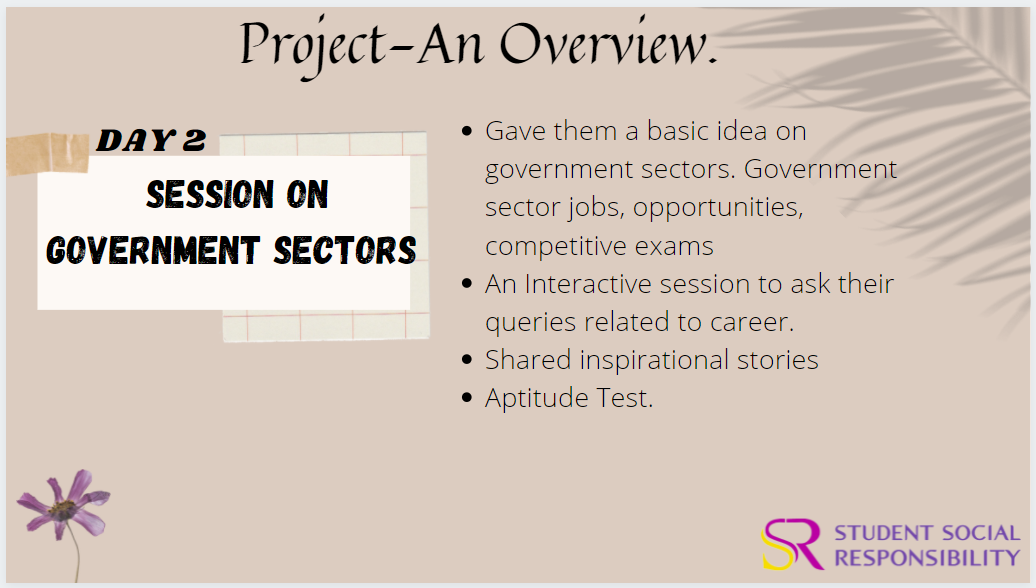 Project-An Overview.
DAY 2
SESSION ON
GOVERNMENT SECTORS
• Gave them a basic idea on
government sectors. Government
sector jobs, opportunities,
competitive exams
• An Interactive session to ask their
queries related to career.
• Shared inspirational stories
• Aptitude Test.
SR
STUDENT SOCIAL
RESPONSIBILITY